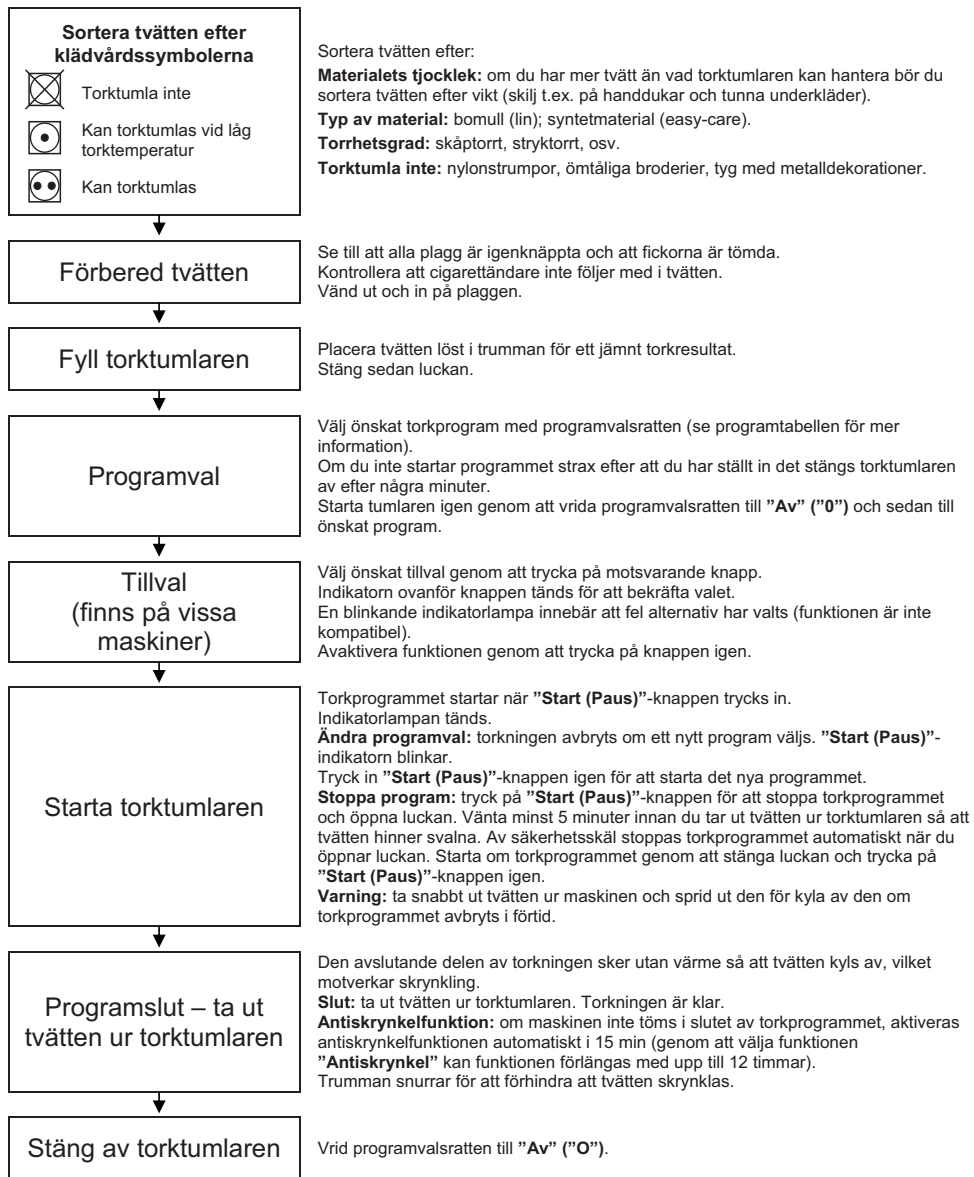 Sortera tvätten efter
klädvårdssymbolerna
Torktumla inte
Kan torktumlas vid låg
torktemperatur
Kan torktumlas
Sortera tvätten efter:
Materialets tjocklek: om du har mer tvätt än vad torktumlaren kan hantera bör du
sortera tvätten efter vikt (skilj t.ex. på handdukar och tunna underkläder).
Typ av material: bomull (lin); syntetmaterial (easy-care).
Torrhetsgrad: skåptorrt, stryktorrt, osv.
Torktumla inte: nylonstrumpor, ömtåliga broderier, tyg med metalldekorationer.
Förbered tvätten
Se till att alla plagg är igenknäppta och att fickorna är tömda.
Kontrollera att cigarettändare inte följer med i tvätten.
Vänd ut och in på plaggen.
Fyll torktumlaren
Placera tvätten löst i trumman för ett jämnt torkresultat.
Stäng sedan luckan.
Programval
Välj önskat torkprogram med programvalsratten (se programtabellen för mer
information).
Om du inte startar programmet strax efter att du har ställt in det stängs torktumlaren
av efter några minuter.
Starta tumlaren igen genom att vrida programvalsratten till ”Av” (”0”) och sedan till
önskat program.
Tillval
(finns på vissa
maskiner)
Välj önskat tillval genom att trycka på motsvarande knapp.
Indikatorn ovanför knappen tänds för att bekräfta valet.
En blinkande indikatorlampa innebär att fel alternativ har valts (funktionen är inte
kompatibel).
Avaktivera funktionen genom att trycka på knappen igen.
Starta torktumlaren
Torkprogrammet startar när ”Start (Paus)”-knappen trycks in.
Indikatorlampan tänds.
Ändra programval: torkningen avbryts om ett nytt program väljs. ”Start (Paus)”-
indikatorn blinkar.
Tryck in ”Start (Paus)”-knappen igen för att starta det nya programmet.
Stoppa program: tryck på ”Start (Paus)”-knappen för att stoppa torkprogrammet
och öppna luckan. Vänta minst 5 minuter innan du tar ut tvätten ur torktumlaren så att
tvätten hinner svalna. Av säkerhetsskäl stoppas torkprogrammet automatiskt när du
öppnar luckan. Starta om torkprogrammet genom att stänga luckan och trycka på
”Start (Paus)”-knappen igen.
Varning: ta snabbt ut tvätten ur maskinen och sprid ut den för kyla av den om
torkprogrammet avbryts i förtid.
Programslut – ta ut
tvätten ur torktumlaren
Den avslutande delen av torkningen sker utan värme så att tvätten kyls av, vilket
motverkar skrynkling.
Slut: ta ut tvätten ur torktumlaren. Torkningen är klar.
Antiskrynkelfunktion: om maskinen inte töms i slutet av torkprogrammet, aktiveras
antiskrynkelfunktionen automatiskt i 15 min (genom att välja funktionen
”Antiskrynkel” kan funktionen förlängas med upp till 12 timmar).
Trumman snurrar för att förhindra att tvätten skrynklas.
Stäng av torktumlaren
Vrid programvalsratten till ”Av” (”O”).